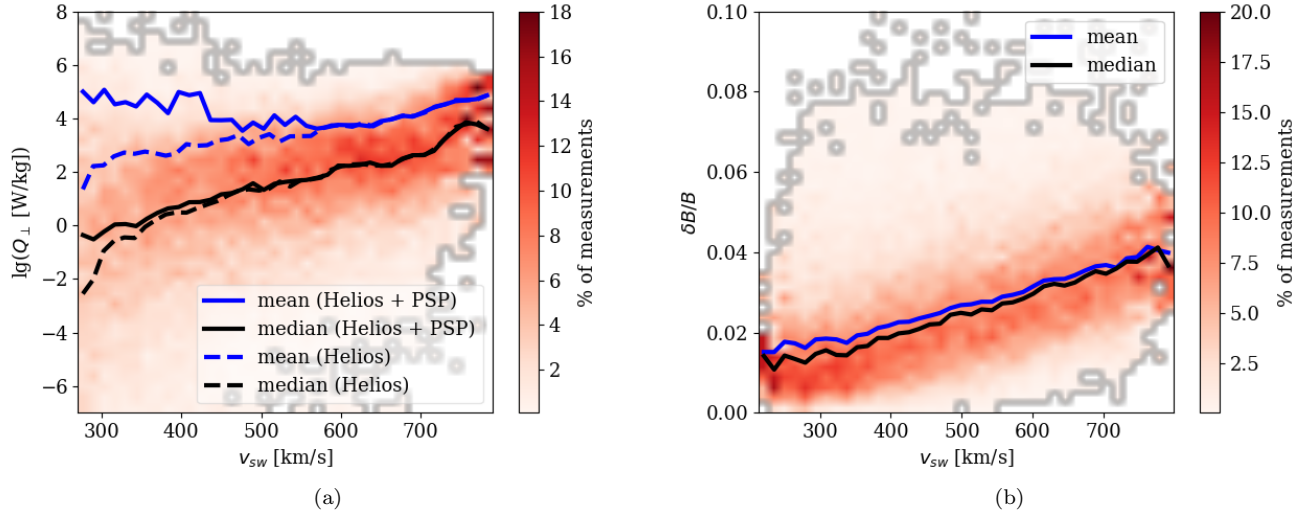 8
6
4
2
0
−2
−4
−6
lg(Q⊥ [W/kg])
300 400 500 600 700
v_sw [km/s]
mean (Helios + PSP)
median (Helios + PSP)
mean (Helios)
median (Helios)
18
16
14
12
10
8
6
4
2
% of measurements
(a)
0.10
0.08
0.06
0.04
0.02
0.00
δB/B
300 400 500 600 700
v_sw [km/s]
mean
median
20.0
17.5
15.0
12.5
10.0
7.5
5.0
2.5
% of measurements
(b)